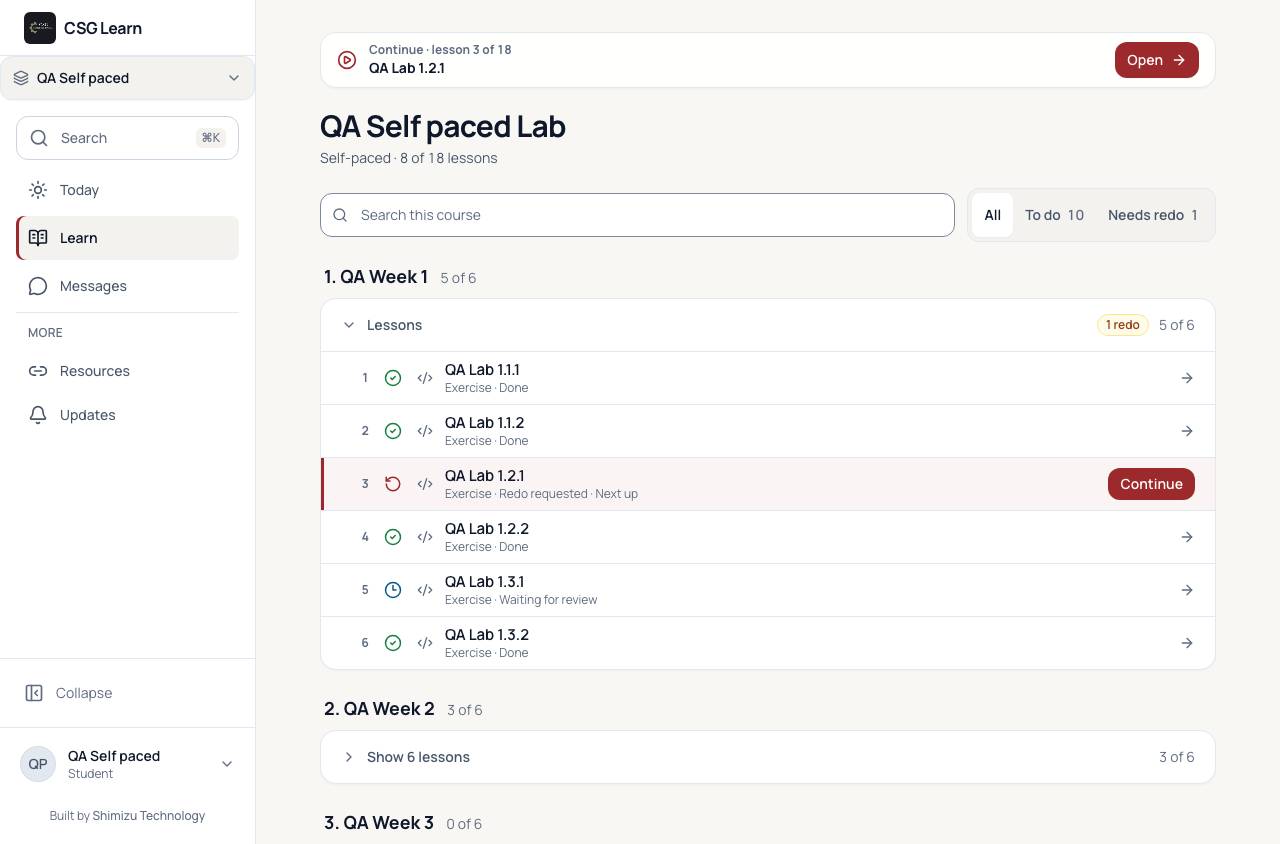 CSG Learn
QA Self paced
Search ⌘K
Today
Learn
Messages
MORE
Resources
Updates
Collapse
QP
QA Self paced
Student
Built by Shimizu Technology
Continue · lesson 3 of 18
QA Lab 1.2.1
Open
QA Self paced Lab
Self-paced · 8 of 18 lessons
Search this course
All
To do 10
Needs redo 1
1. QA Week 1 5 of 6
Lessons
1 redo 5 of 6
1 QA Lab 1.1.1
Exercise · Done
2 QA Lab 1.1.2
Exercise · Done
3 QA Lab 1.2.1
Exercise · Redo requested · Next up
Continue
4 QA Lab 1.2.2
Exercise · Done
5 QA Lab 1.3.1
Exercise · Waiting for review
6 QA Lab 1.3.2
Exercise · Done
2. QA Week 2 3 of 6
Show 6 lessons 3 of 6
3. QA Week 3 0 of 6